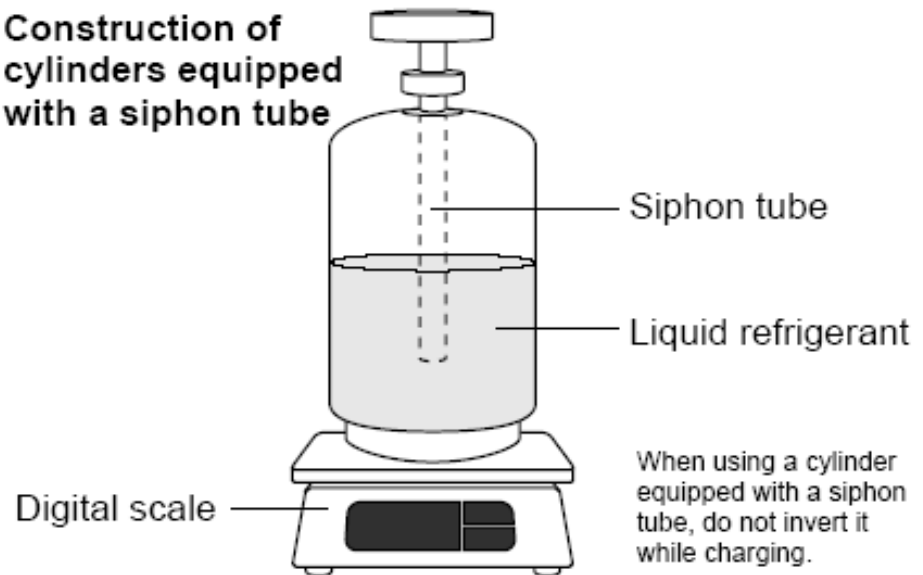 Construction of
cylinders equipped
with a siphon tube
Siphon tube
Liquid refrigerant
Digital scale
When using a cylinder
equipped with a siphon
tube, do not invert it
while charging.